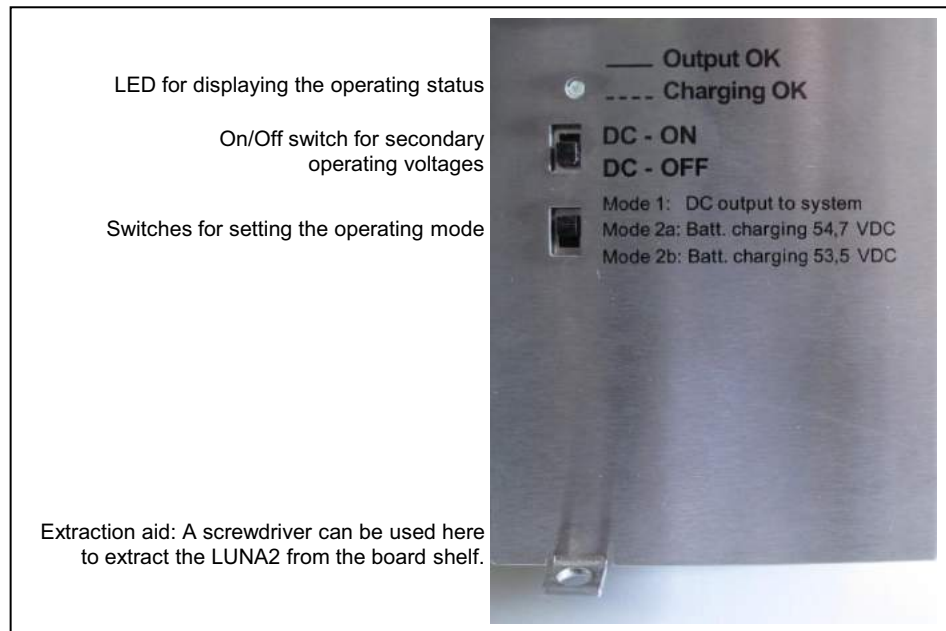 LED for displaying the operating status
On/Off switch for secondary
operating voltages
Switches for setting the operating mode
Extraction aid: A screwdriver can be used here
to extract the LUNA2 from the board shelf.
___ Output OK
---- Charging OK
DC - ON
DC - OFF
Mode 1: DC output to system
Mode 2a: Batt. charging 54,7 VDC
Mode 2b: Batt. charging 53,5 VDC